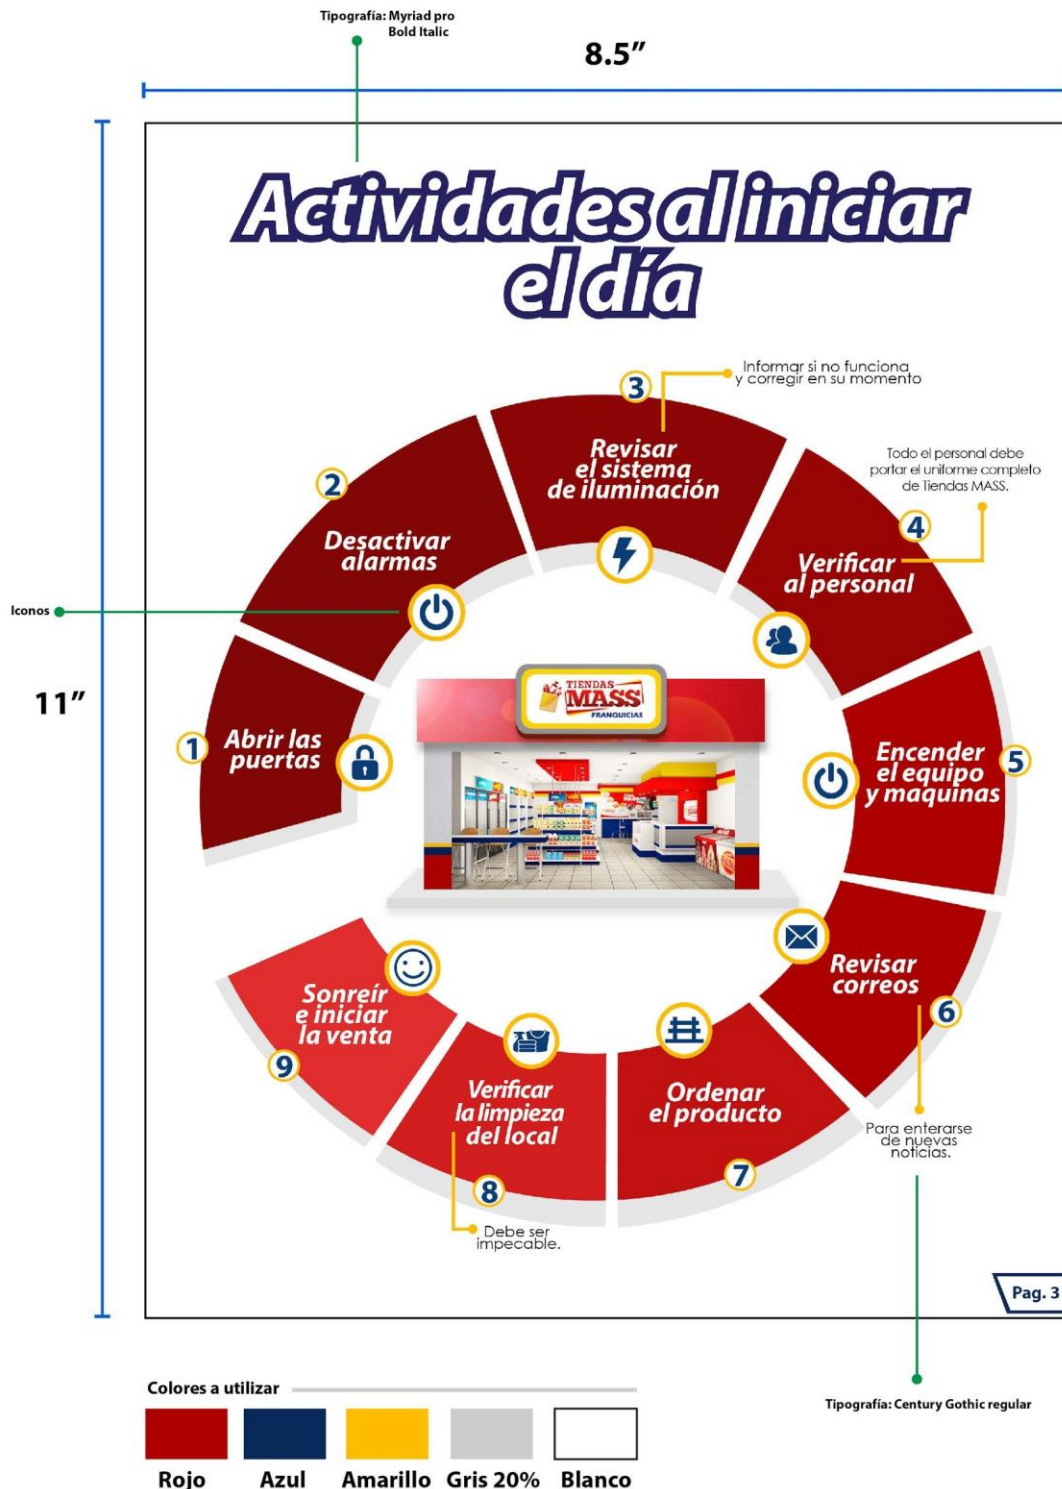 Tipografía: Myriad pro
Bold Italic
8.5”
11”
Actividades al iniciar
el día
3
Informar si no funciona
y corregir en su momento
Revisar
el sistema
de iluminación
2
Desactivar
alarmas
Todo el personal debe
portar el uniforme completo
de Tiendas MASS.
4
Verificar
al personal
Iconos
1
Abrir las
puertas
TIENDAS
MASS
FRANQUICIAS
Encender
el equipo
y maquinas
5
Revisar
correos
6
Para enterarse
de nuevas
noticias.
Sonreír
e iniciar
la venta
9
Verificar
la limpieza
del local
8
Debe ser
impecable.
Ordenar
el producto
7
Pag. 3
Colores a utilizar
Rojo
Azul
Amarillo
Gris 20%
Blanco
Tipografía: Century Gothic regular